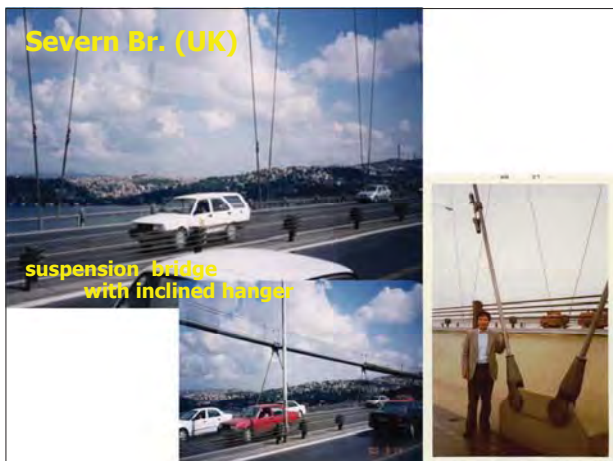 Severn Br. (UK)
suspension bridge
with inclined hanger